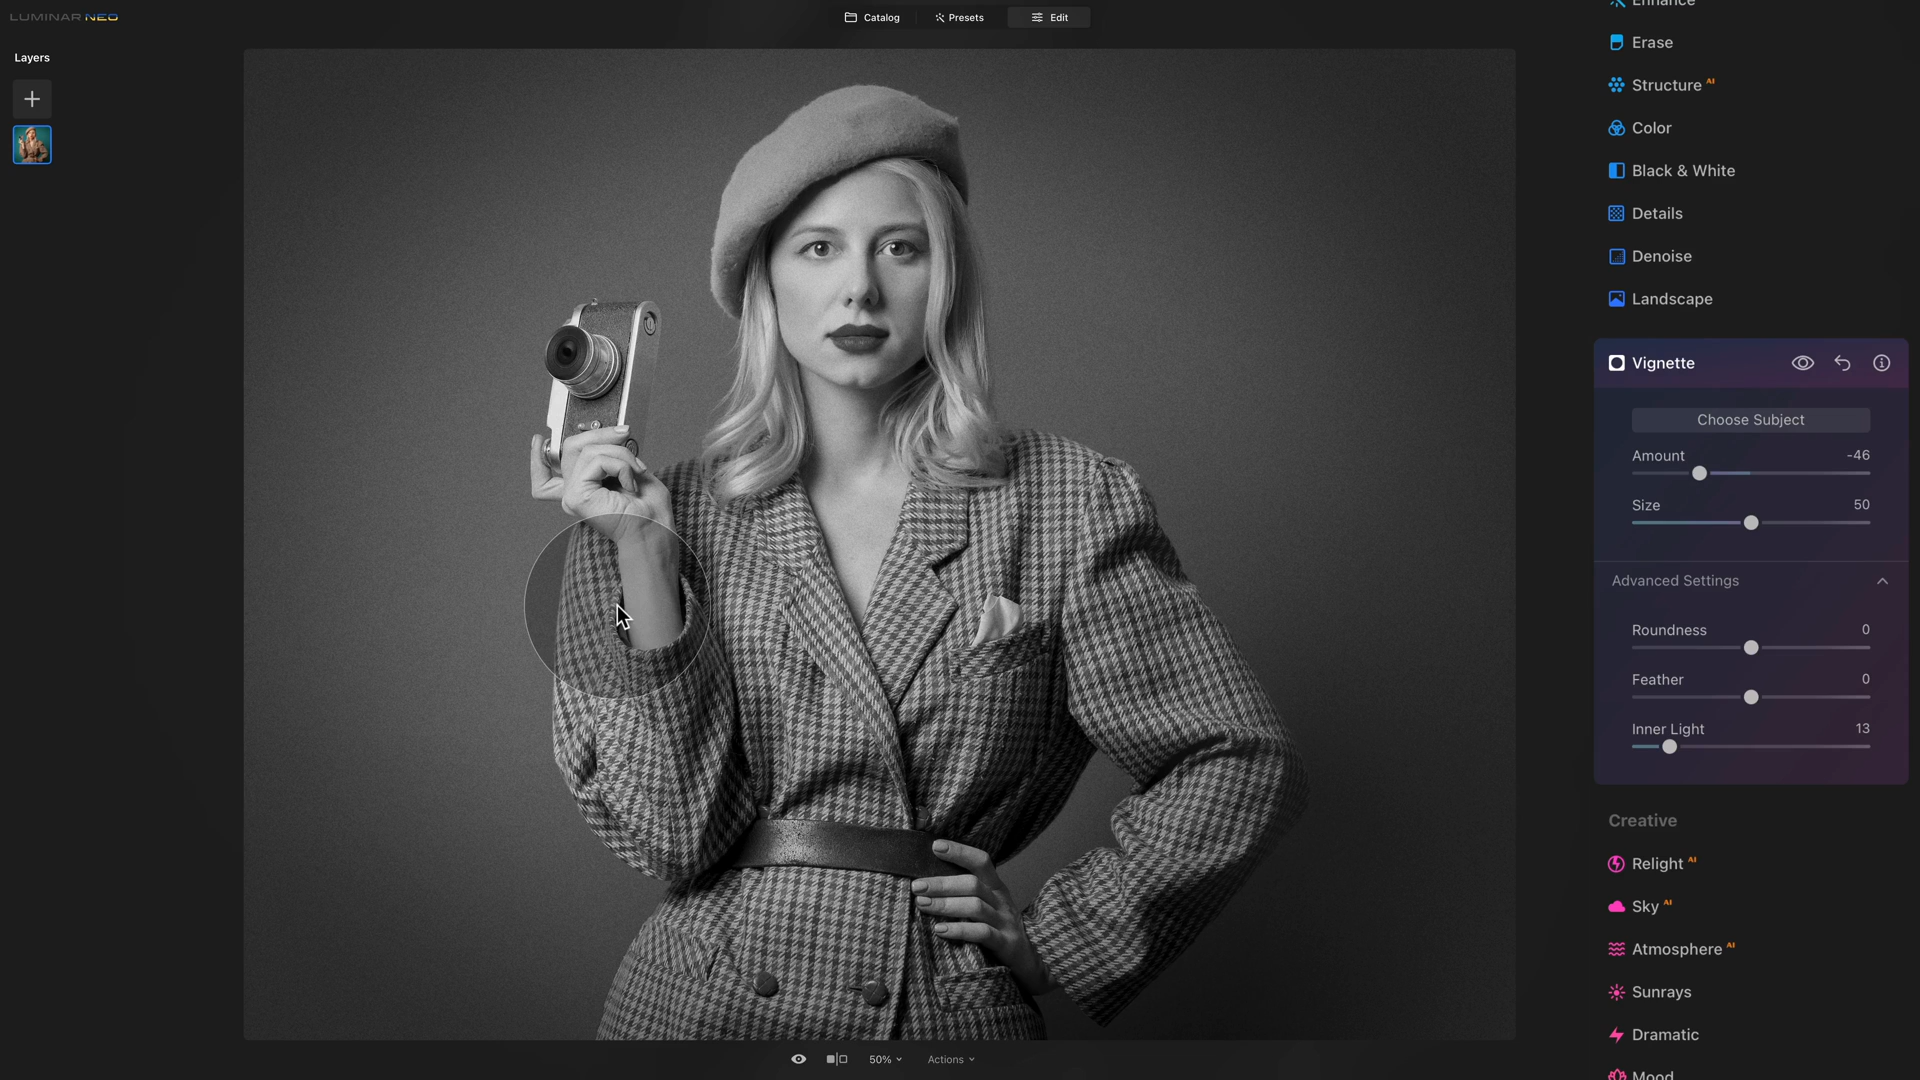 LUMINAR NEO
Catalog
Presets
Edit
Layers
Enhance
Erase
Structure AI
Color
Black & White
Details
Denoise
Landscape
Vignette
Choose Subject
Amount -46
Size 50
Advanced Settings
Roundness 0
Feather 0
Inner Light 13
Creative
Relight AI
Sky AI
Atmosphere AI
Sunrays
Dramatic
Mood
50%
Actions